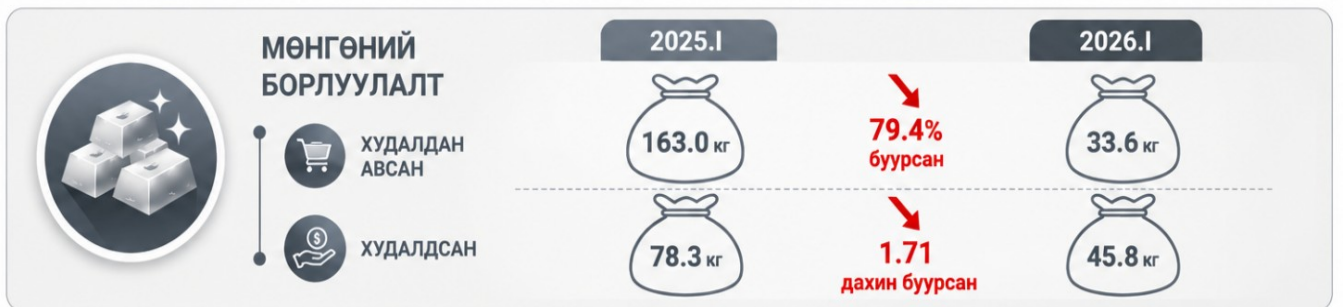 МӨНГӨНИЙ
БОРЛУУЛАЛТ
2025.I
2026.I
ХУДАЛДАН
АВСАН
163.0 кг
79.4%
буурсан
33.6 кг
ХУДАЛДСАН
78.3 кг
1.71
дахин буурсан
45.8 кг